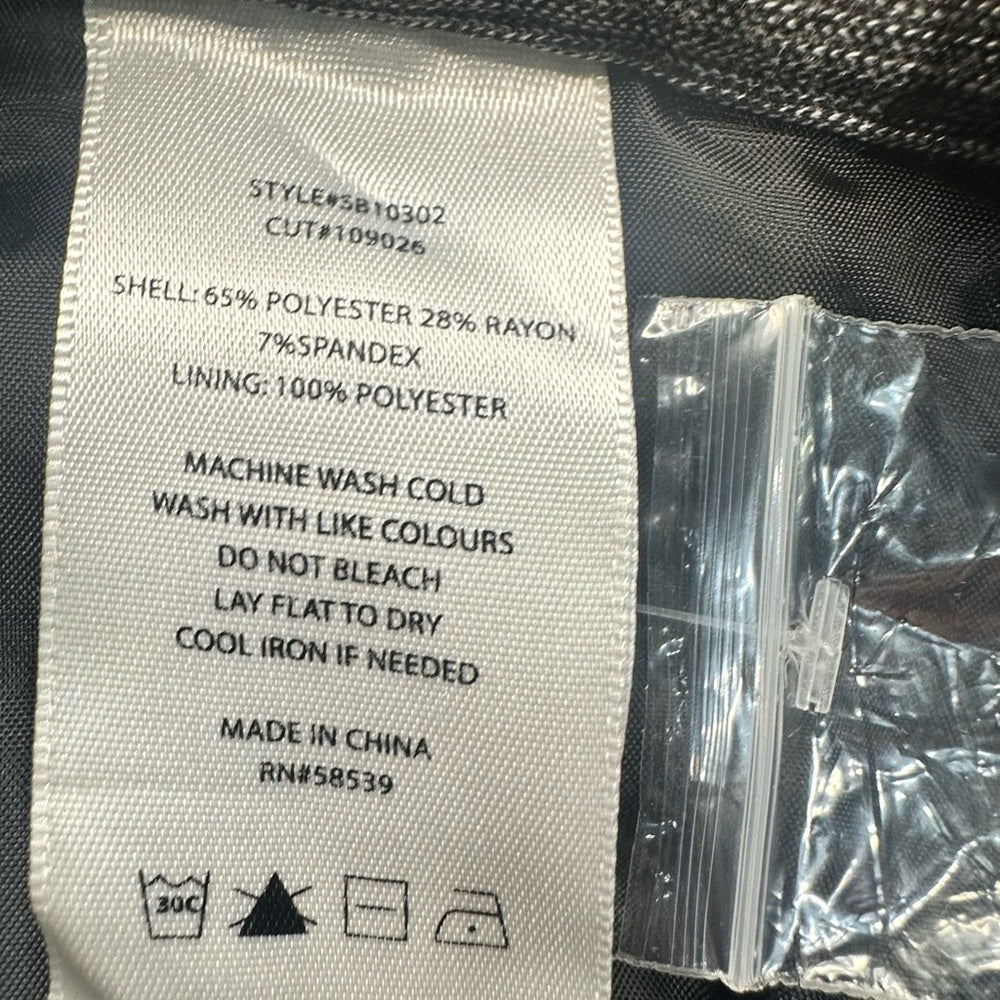 STYLE#SB10302
CUT#109026
SHELL: 65% POLYESTER 28% RAYON
7%SPANDEX
LINING: 100% POLYESTER
MACHINE WASH COLD
WASH WITH LIKE COLOURS
DO NOT BLEACH
LAY FLAT TO DRY
COOL IRON IF NEEDED
MADE IN CHINA
RN#58539
30C